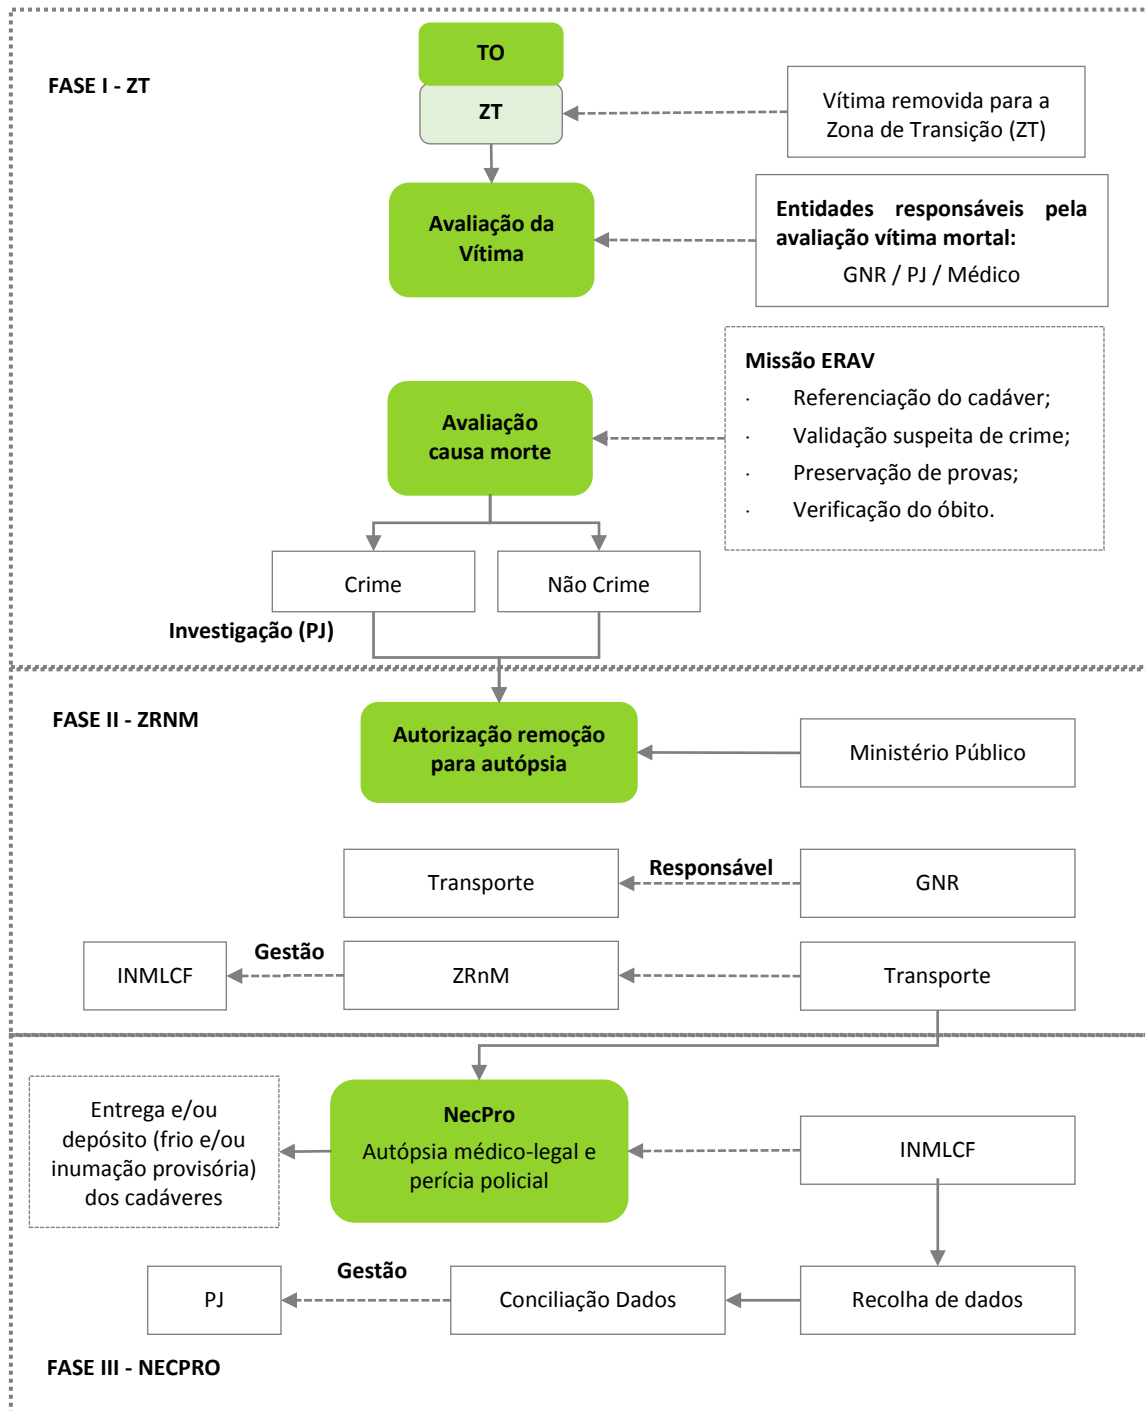 FASE I - ZT
TO
ZT
Vítima removida para a
Zona de Transição (ZT)
Avaliação da
Vítima
Entidades responsáveis pela
avaliação vítima mortal:
GNR / PJ / Médico
Avaliação
causa morte
Missão ERAV
· Referenciação do cadáver;
· Validação suspeita de crime;
· Preservação de provas;
· Verificação do óbito.
Crime
Não Crime
Investigação (PJ)
FASE II - ZRNM
Autorização remoção
para autópsia
Ministério Público
Transporte
Responsável
GNR
INMLCF
Gestão
ZRnM
Transporte
Entrega e/ou
depósito (frio e/ou
inumação provisória)
dos cadáveres
NecPro
Autópsia médico-legal e
perícia policial
INMLCF
PJ
Gestão
Conciliação Dados
Recolha de dados
FASE III - NECPRO